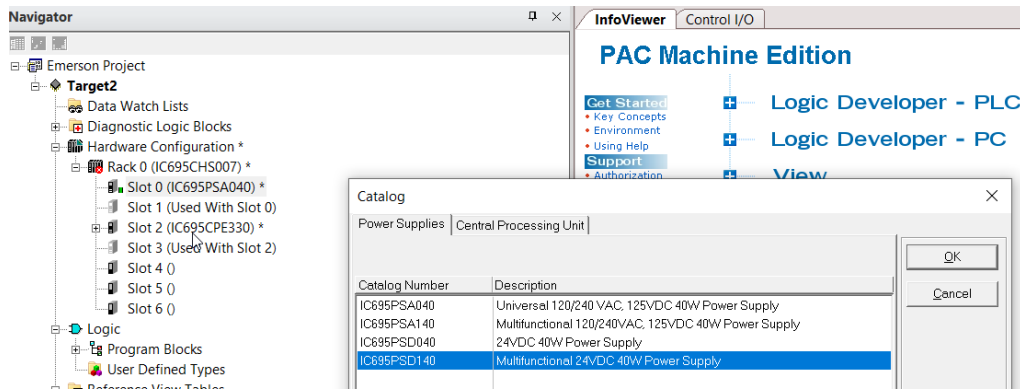 Navigator
Emerson Project
Target2
Data Watch Lists
Diagnostic Logic Blocks
Hardware Configuration *
Rack 0 (IC695CHS007) *
Slot 0 (IC695PSA040) *
Slot 1 (Used With Slot 0)
Slot 2 (IC695CPE330) *
Slot 3 (Used With Slot 2)
Slot 4 ()
Slot 5 ()
Slot 6 ()
Logic
Program Blocks
User Defined Types
Reference View Tables
InfoViewer Control I/O
PAC Machine Edition
Get Started
Key Concepts
Environment
Using Help
Support
Authorization
Logic Developer - PLC
Logic Developer - PC
View
Catalog
Power Supplies Central Processing Unit
Catalog Number Description
IC695PSA040 Universal 120/240 VAC, 125VDC 40W Power Supply
IC695PSA140 Multifunctional 120/240VAC, 125VDC 40W Power Supply
IC695PSD040 24VDC 40W Power Supply
IC695PSD140 Multifunctional 24VDC 40W Power Supply
OK
Cancel